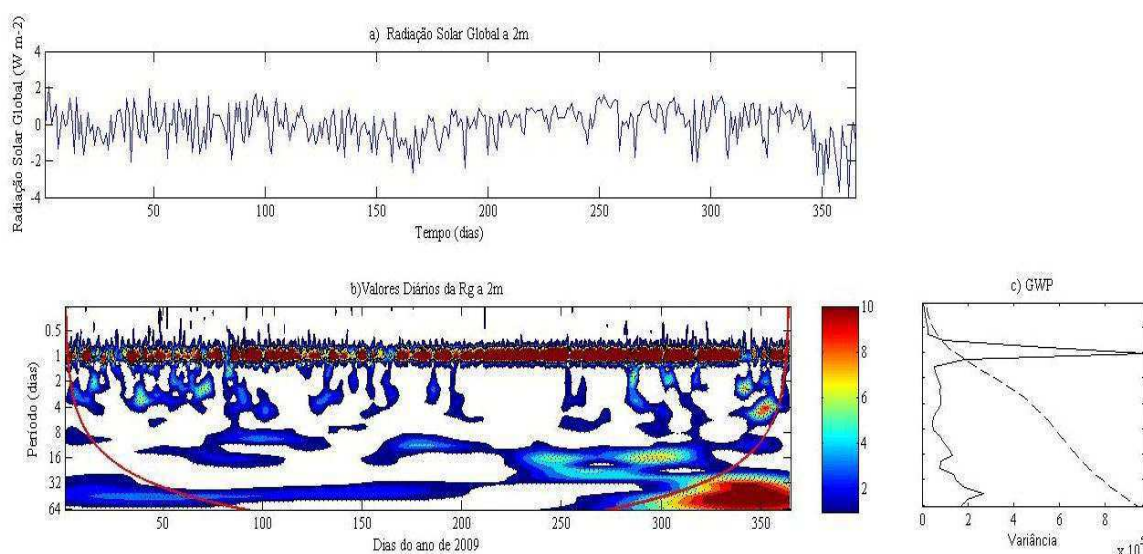 a) Radiação Solar Global a 2m
Radiação Solar Global (W m-2)
4
2
0
-2
-4
50 100 150 200 250 300 350
Tempo (dias)
b)Valores Diários da Rg a 2m
Período (dias)
0.5
1
2
4
8
16
32
64
50 100 150 200 250 300 350
Dias do ano de 2009
10
8
6
4
2
c) GWP
0 2 4 6 8
Variância
x 10